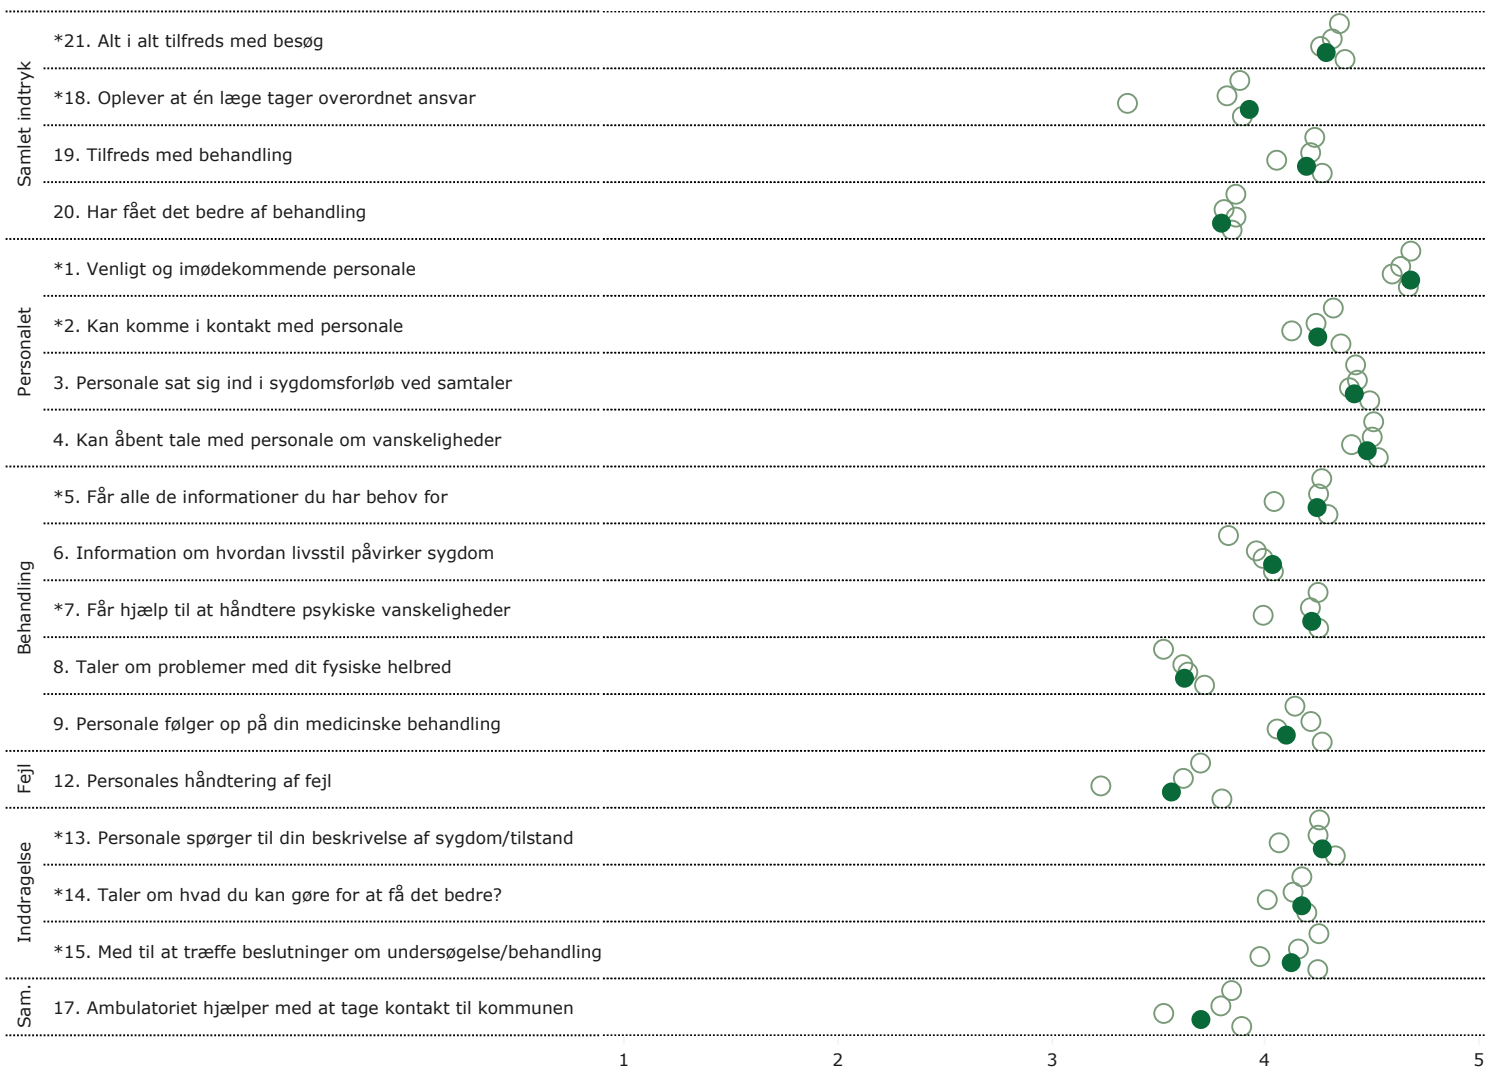 Samlet indtryk
*21. Alt i alt tilfreds med besøg
*18. Oplever at én læge tager overordnet ansvar
19. Tilfreds med behandling
20. Har fået det bedre af behandling
Personalet
*1. Venligt og imødekommende personale
*2. Kan komme i kontakt med personale
3. Personale sat sig ind i sygdomsforløb ved samtaler
4. Kan åbent tale med personale om vanskeligheder
Behandling
*5. Får alle de informationer du har behov for
6. Information om hvordan livsstil påvirker sygdom
*7. Får hjælp til at håndtere psykiske vanskeligheder
8. Taler om problemer med dit fysiske helbred
9. Personale følger op på din medicinske behandling
Fejl
12. Personales håndtering af fejl
Inddragelse
*13. Personale spørger til din beskrivelse af sygdom/tilstand
*14. Taler om hvad du kan gøre for at få det bedre?
*15. Med til at træffe beslutninger om undersøgelse/behandling
Sam.
17. Ambulatoriet hjælper med at tage kontakt til kommunen
1 2 3 4 5